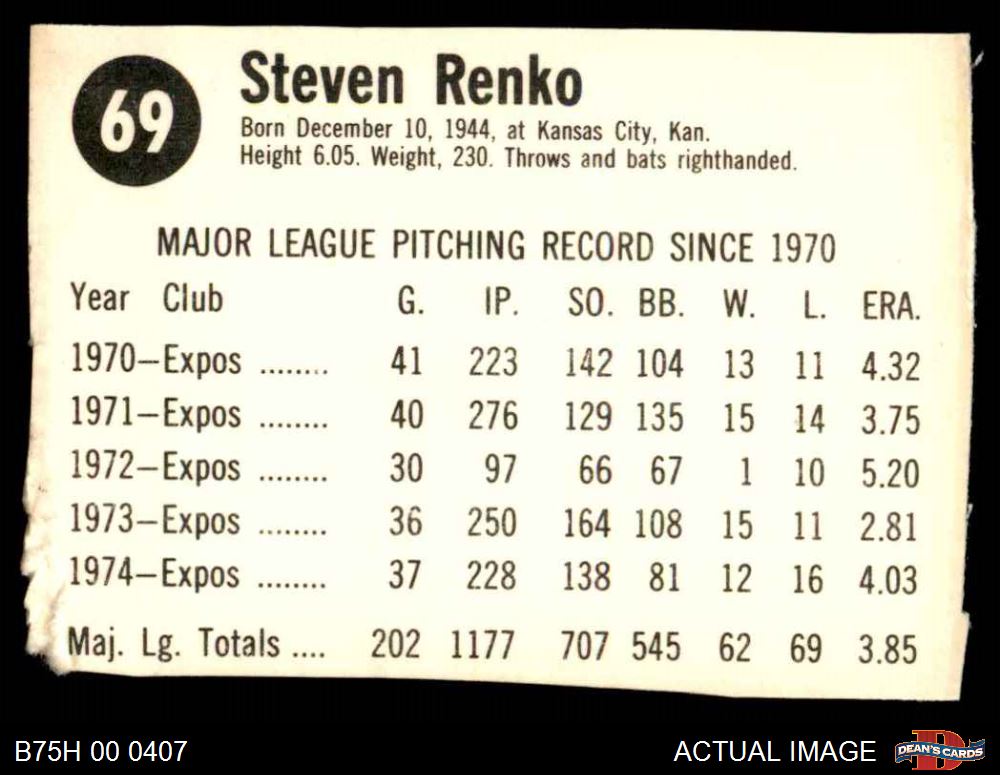 69
Steven Renko
Born December 10, 1944, at Kansas City, Kan.
Height 6.05. Weight, 230. Throws and bats righthanded.
MAJOR LEAGUE PITCHING RECORD SINCE 1970
Year Club G. IP. SO. BB. W. L. ERA.
1970—Expos ........ 41 223 142 104 13 11 4.32
1971—Expos ........ 40 276 129 135 15 14 3.75
1972—Expos ........ 30 97 66 67 1 10 5.20
1973—Expos ........ 36 250 164 108 15 11 2.81
1974—Expos ........ 37 228 138 81 12 16 4.03
Maj. Lg. Totals .... 202 1177 707 545 62 69 3.85
B75H 00 0407
ACTUAL IMAGE
D
DEAN'S CARDS